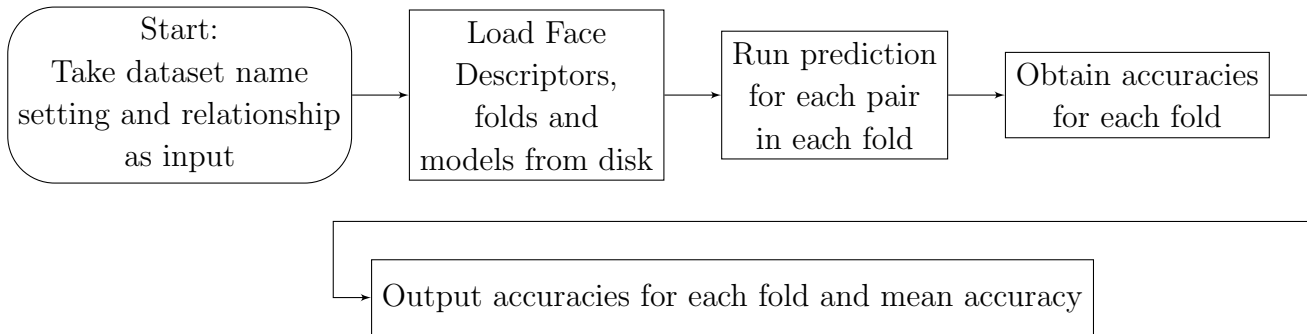 Start:
Take dataset name
setting and relationship
as input
Load Face
Descriptors,
folds and
models from disk
Run prediction
for each pair
in each fold
Obtain accuracies
for each fold
Output accuracies for each fold and mean accuracy